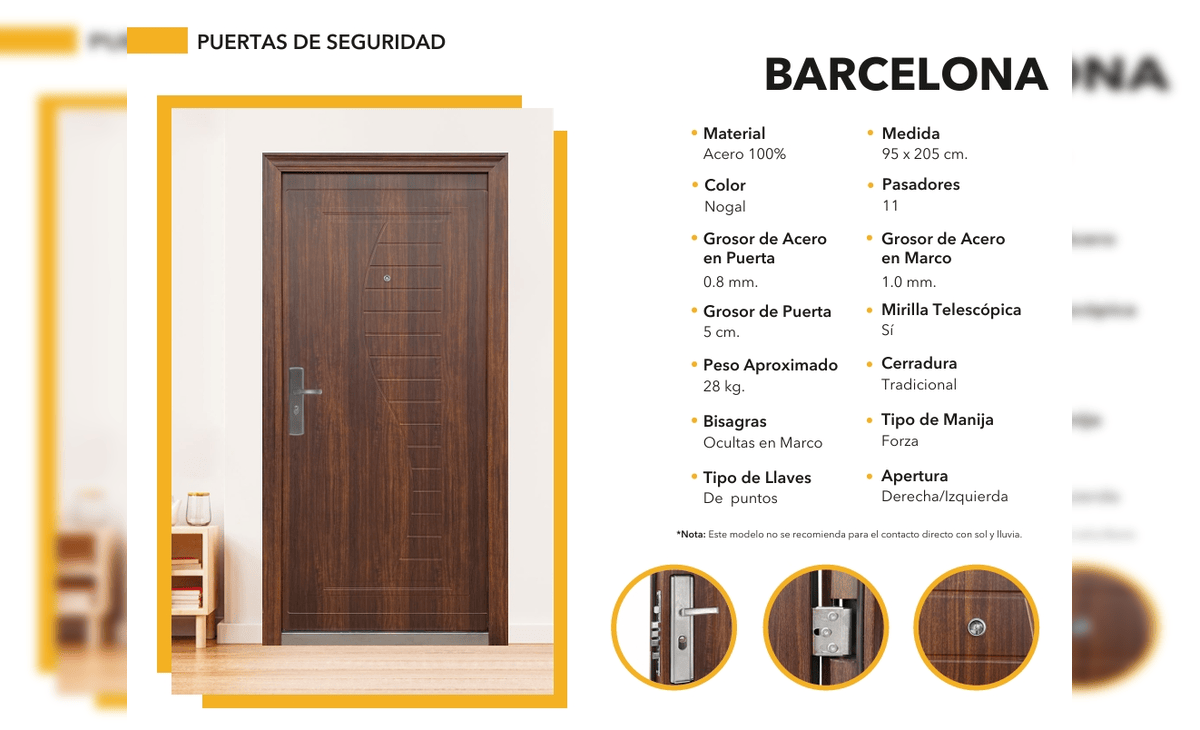 PUERTAS DE SEGURIDAD
BARCELONA
Material
Acero 100%
Color
Nogal
Grosor de Acero
en Puerta
0.8 mm.
Grosor de Puerta
5 cm.
Peso Aproximado
28 kg.
Bisagras
Ocultas en Marco
Tipo de Llaves
De puntos
Medida
95 x 205 cm.
Pasadores
11
Grosor de Acero
en Marco
1.0 mm.
Mirilla Telescópica
Sí
Cerradura
Tradicional
Tipo de Manija
Forza
Apertura
Derecha/Izquierda
*Nota: Este modelo no se recomienda para el contacto directo con sol y lluvia.